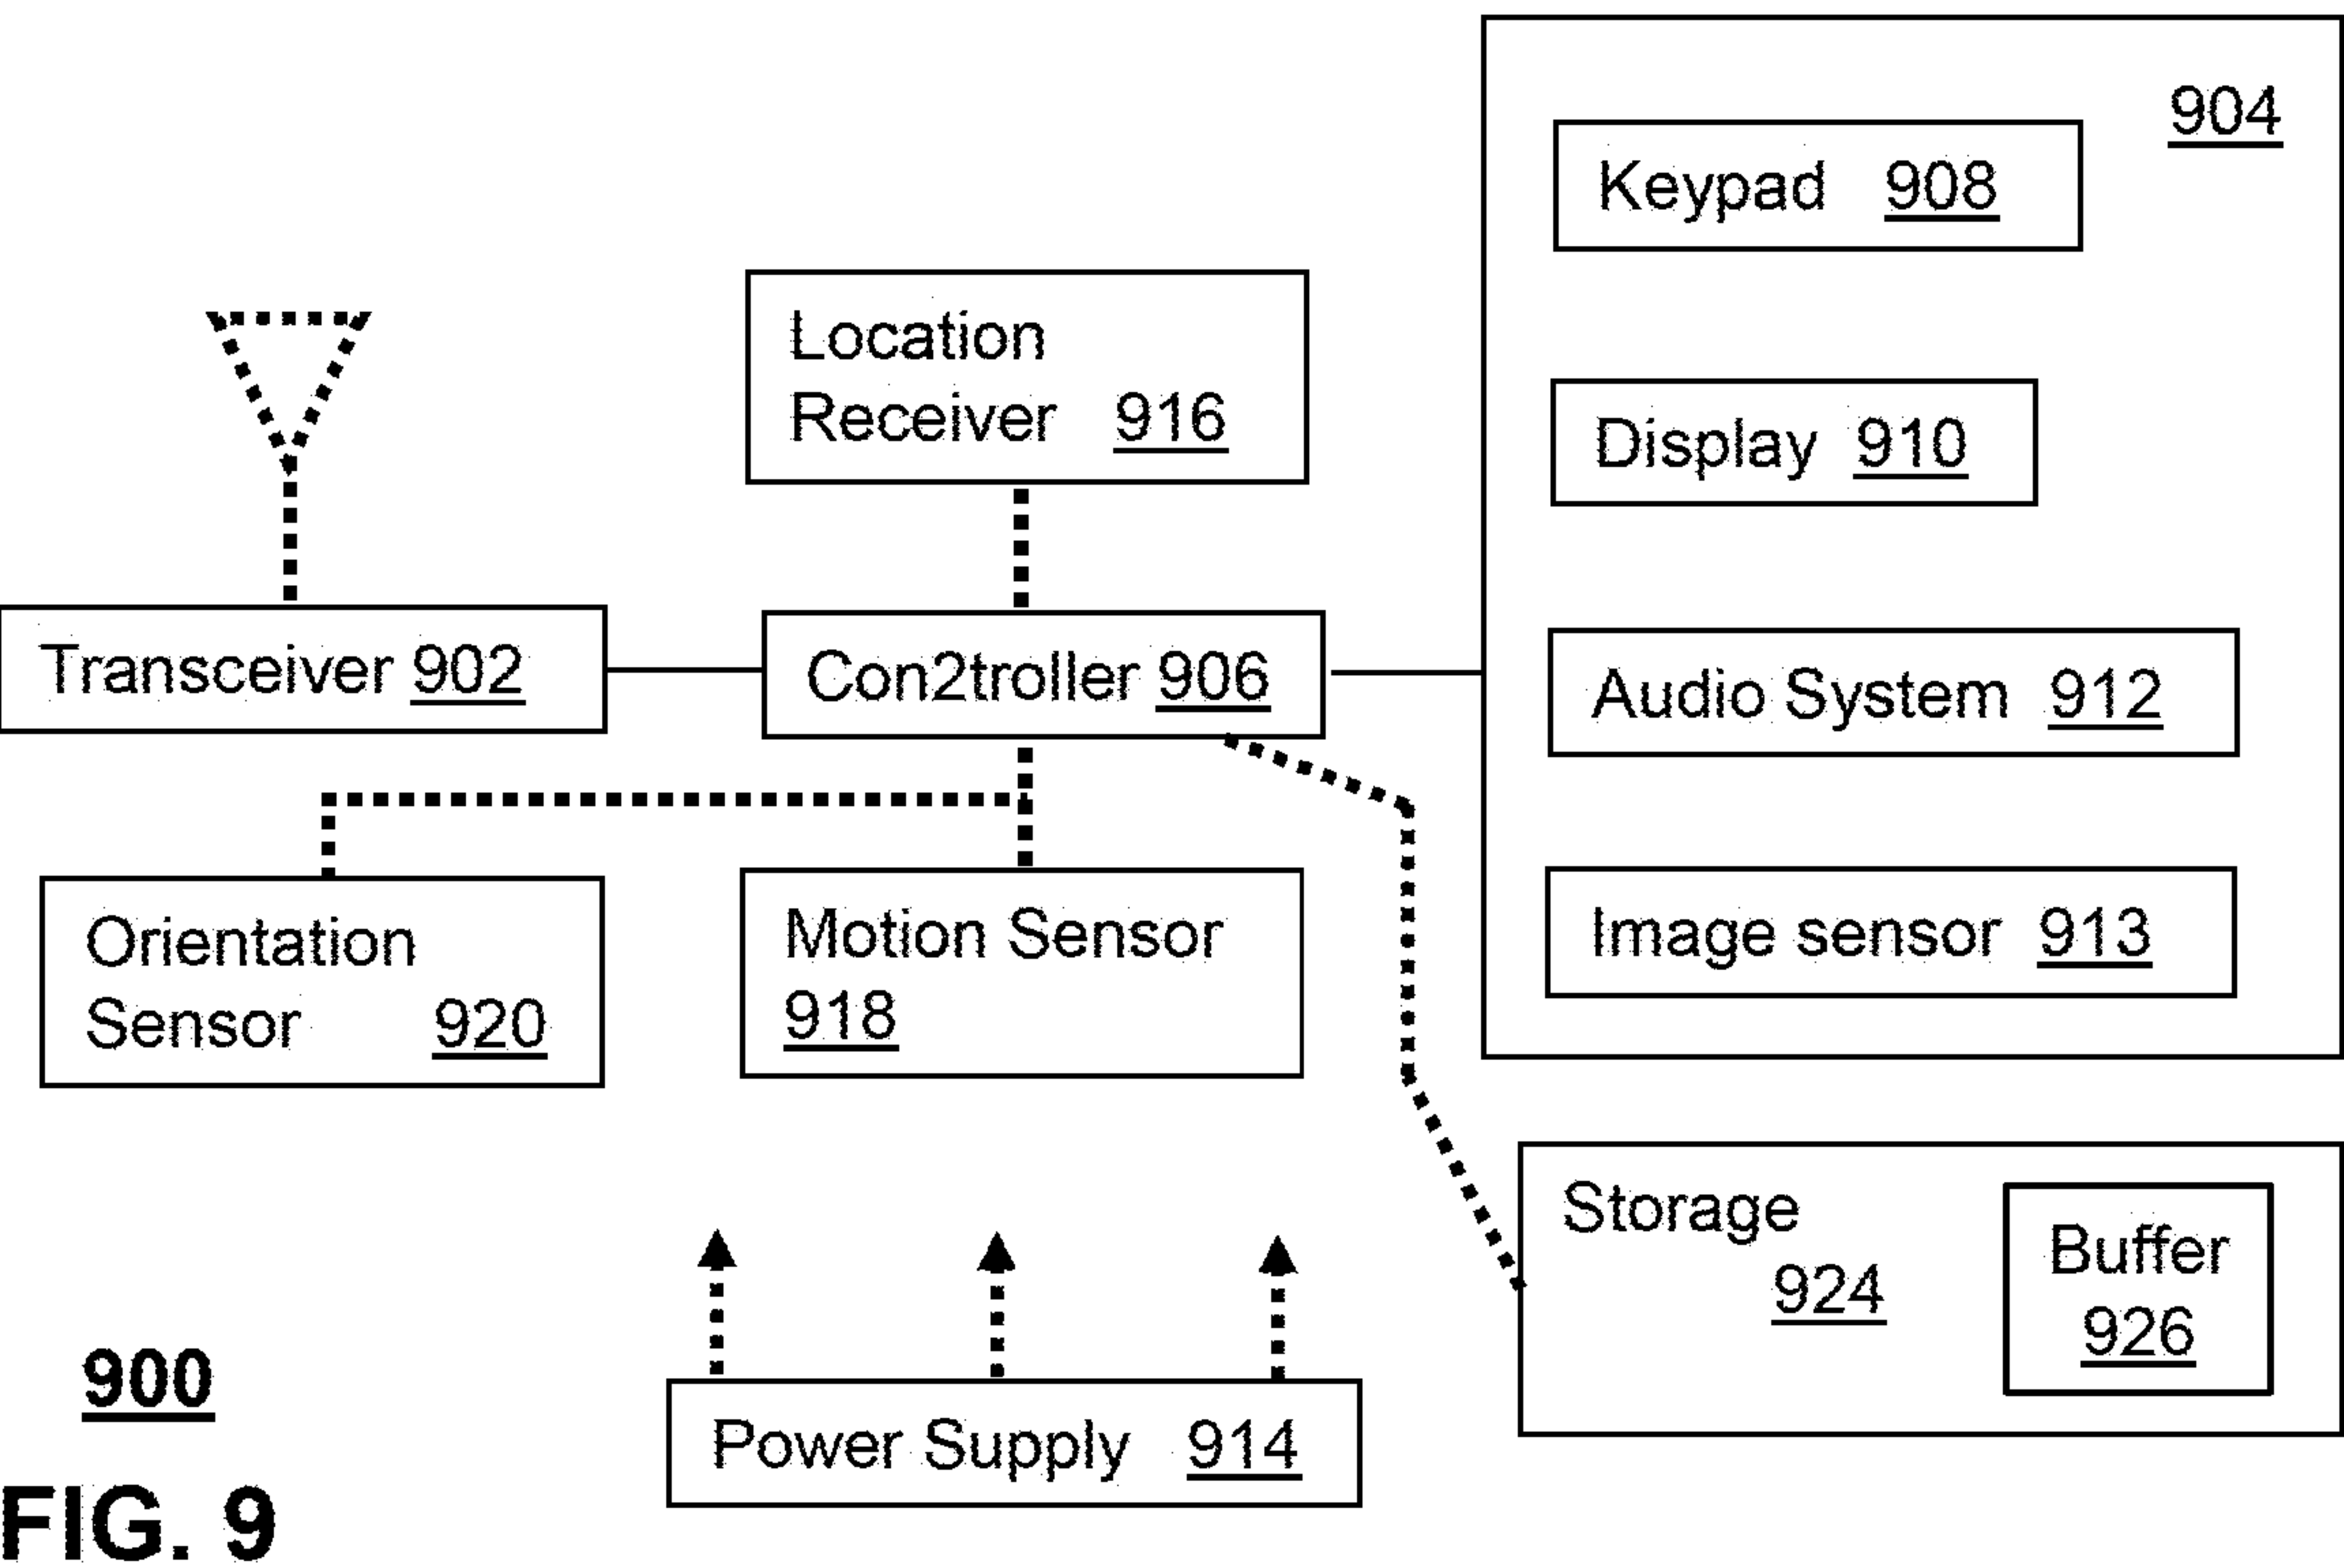 904
Keypad 908
Location
Receiver 916
Display 910
Transceiver 902
Con2troller 906
Audio System 912
Orientation
Sensor 920
Motion Sensor
918
Image sensor 913
Storage
924
Buffer
926
900
Power Supply 914
FIG. 9